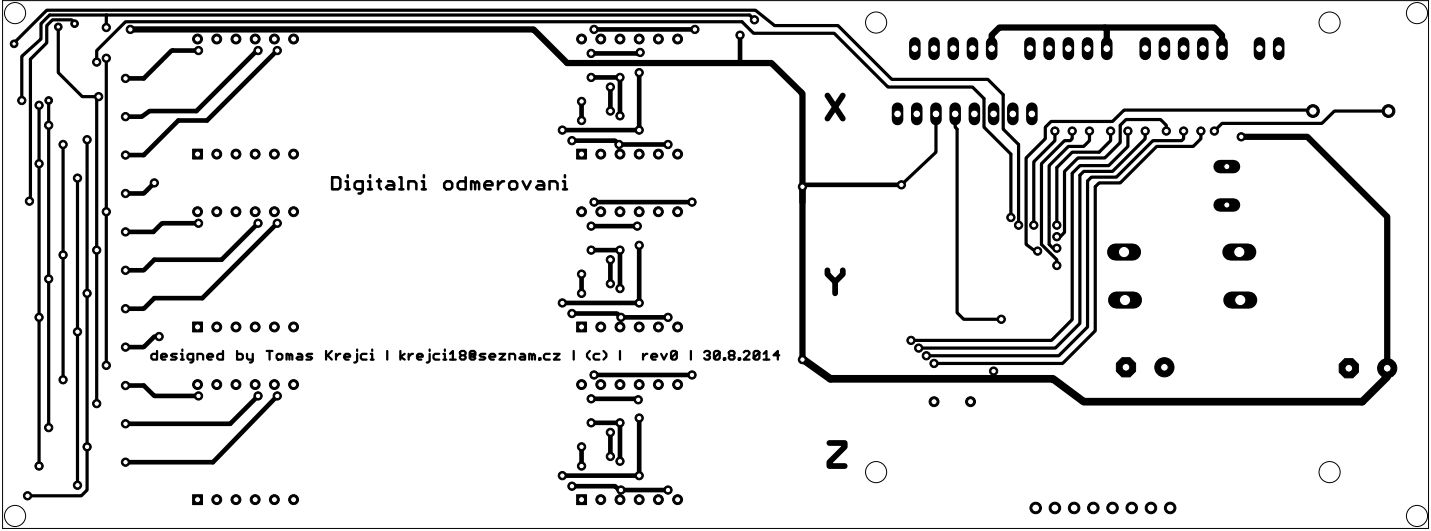 X
Digitalni odmerovani
Y
designed by Tomas Krejci | krejci18@seznam.cz | (c) | rev0 | 30.8.2014
Z